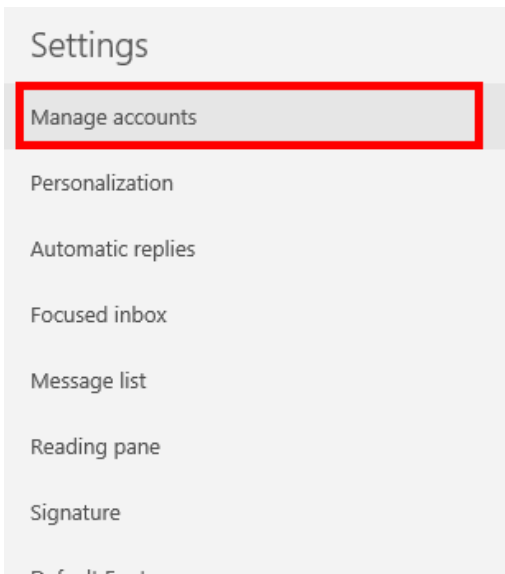 Settings
Manage accounts
Personalization
Automatic replies
Focused inbox
Message list
Reading pane
Signature